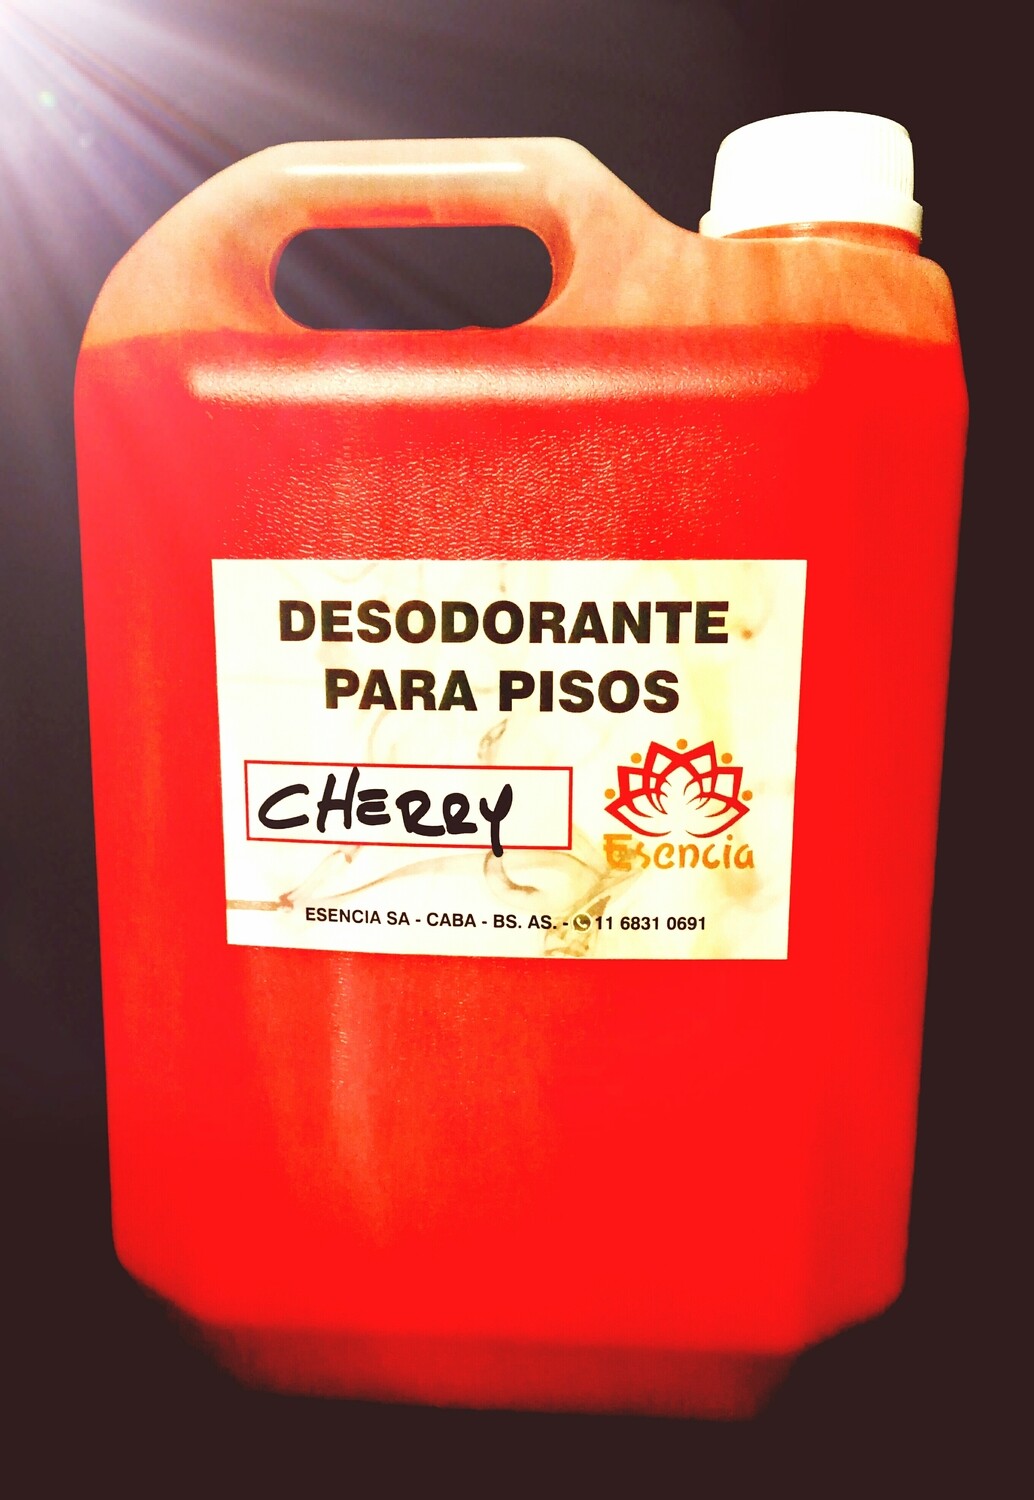 DESODORANTE
PARA PISOS
CHERRY
Esencia
ESENCIA SA - CABA - BS. AS. - 11 6831 0691